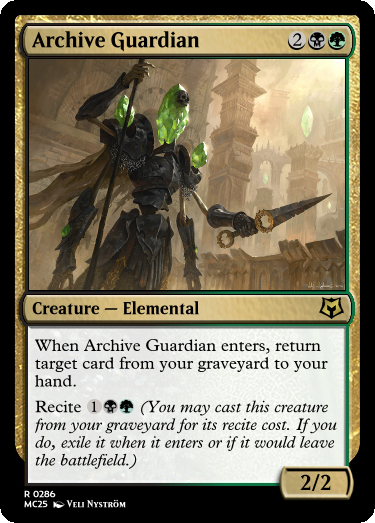 Archive Guardian 2
Creature — Elemental
When Archive Guardian enters, return
target card from your graveyard to your
hand.
Recite 1 (You may cast this creature
from your graveyard for its recite cost. If you
do, exile it when it enters or if it would leave
the battlefield.)
2/2
R 0286
MC25 VELI NYSTRÖM